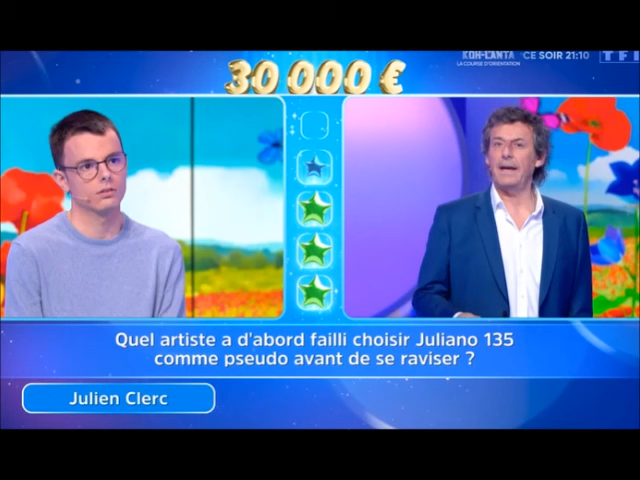 KOH-LANTA
LA COURSE D'ORIENTATION
CE SOIR 21:10
TF1
30 000 €
Quel artiste a d'abord failli choisir Juliano 135
comme pseudo avant de se raviser ?
Julien Clerc